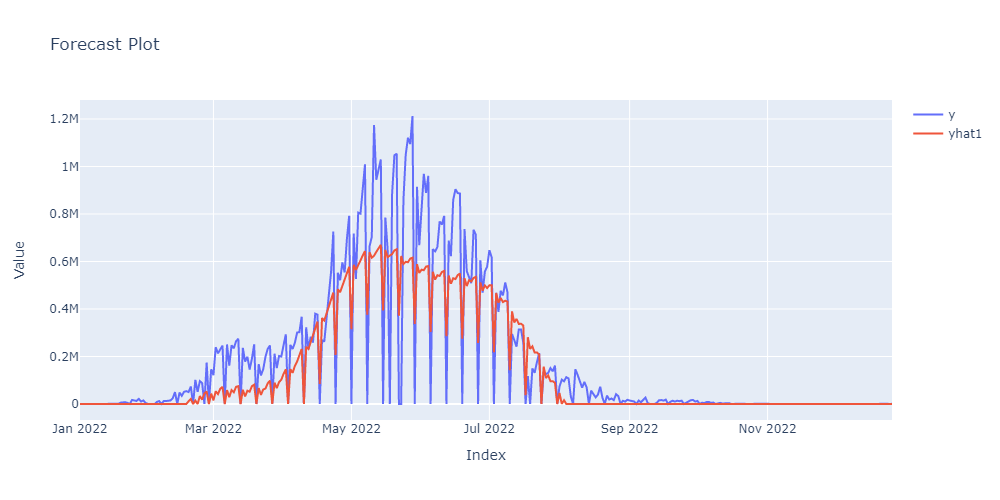 Forecast Plot
1.2M
1M
0.8M
0.6M
0.4M
0.2M
0
Jan 2022
Mar 2022
May 2022
Jul 2022
Sep 2022
Nov 2022
Index
Value
y
yhat1